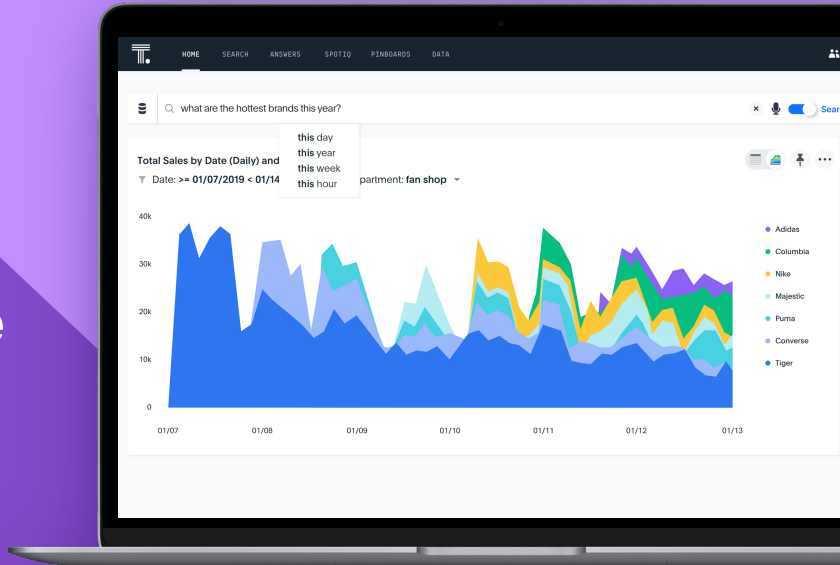 HOME SEARCH ANSWERS SPOTIQ PINBOARDS DATA
what are the hottest brands this year?
this day
this year
this week
this hour
Total Sales by Date (Daily) and
Date: >= 01/07/2019 < 01/14 partment: fan shop
40k
30k
20k
10k
0
01/07 01/08 01/09 01/10 01/11 01/12 01/13
Adidas
Columbia
Nike
Majestic
Puma
Converse
Tiger